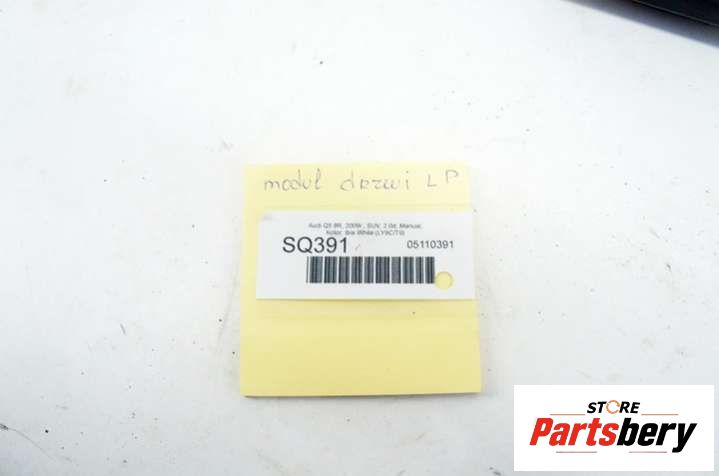 moduł drzwi LP
Audi Q5 8R, 2009r., SUV, 2.0d, Manual,
Kolor: Ibis White (LY9C/T9)
SQ391 05110391
STORE
Partsbery